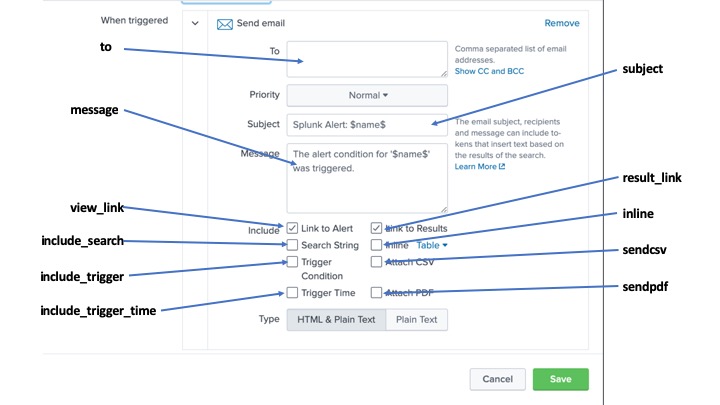 When triggered
Send email
Remove
to
To
Comma separated list of email
addresses.
Show CC and BCC
subject
Priority
Normal
message
Subject
Splunk Alert: $name$
The email subject, recipients
and message can include to-
kens that insert text based on
the results of the search.
Learn More
Message
The alert condition for '$name$'
was triggered.
result_link
view_link
Include
Link to Alert
Link to Results
inline
include_search
Search String
Inline
Table
sendcsv
include_trigger
Trigger
Condition
Attach CSV
sendpdf
include_trigger_time
Trigger Time
Attach PDF
Type
HTML & Plain Text
Plain Text
Cancel
Save